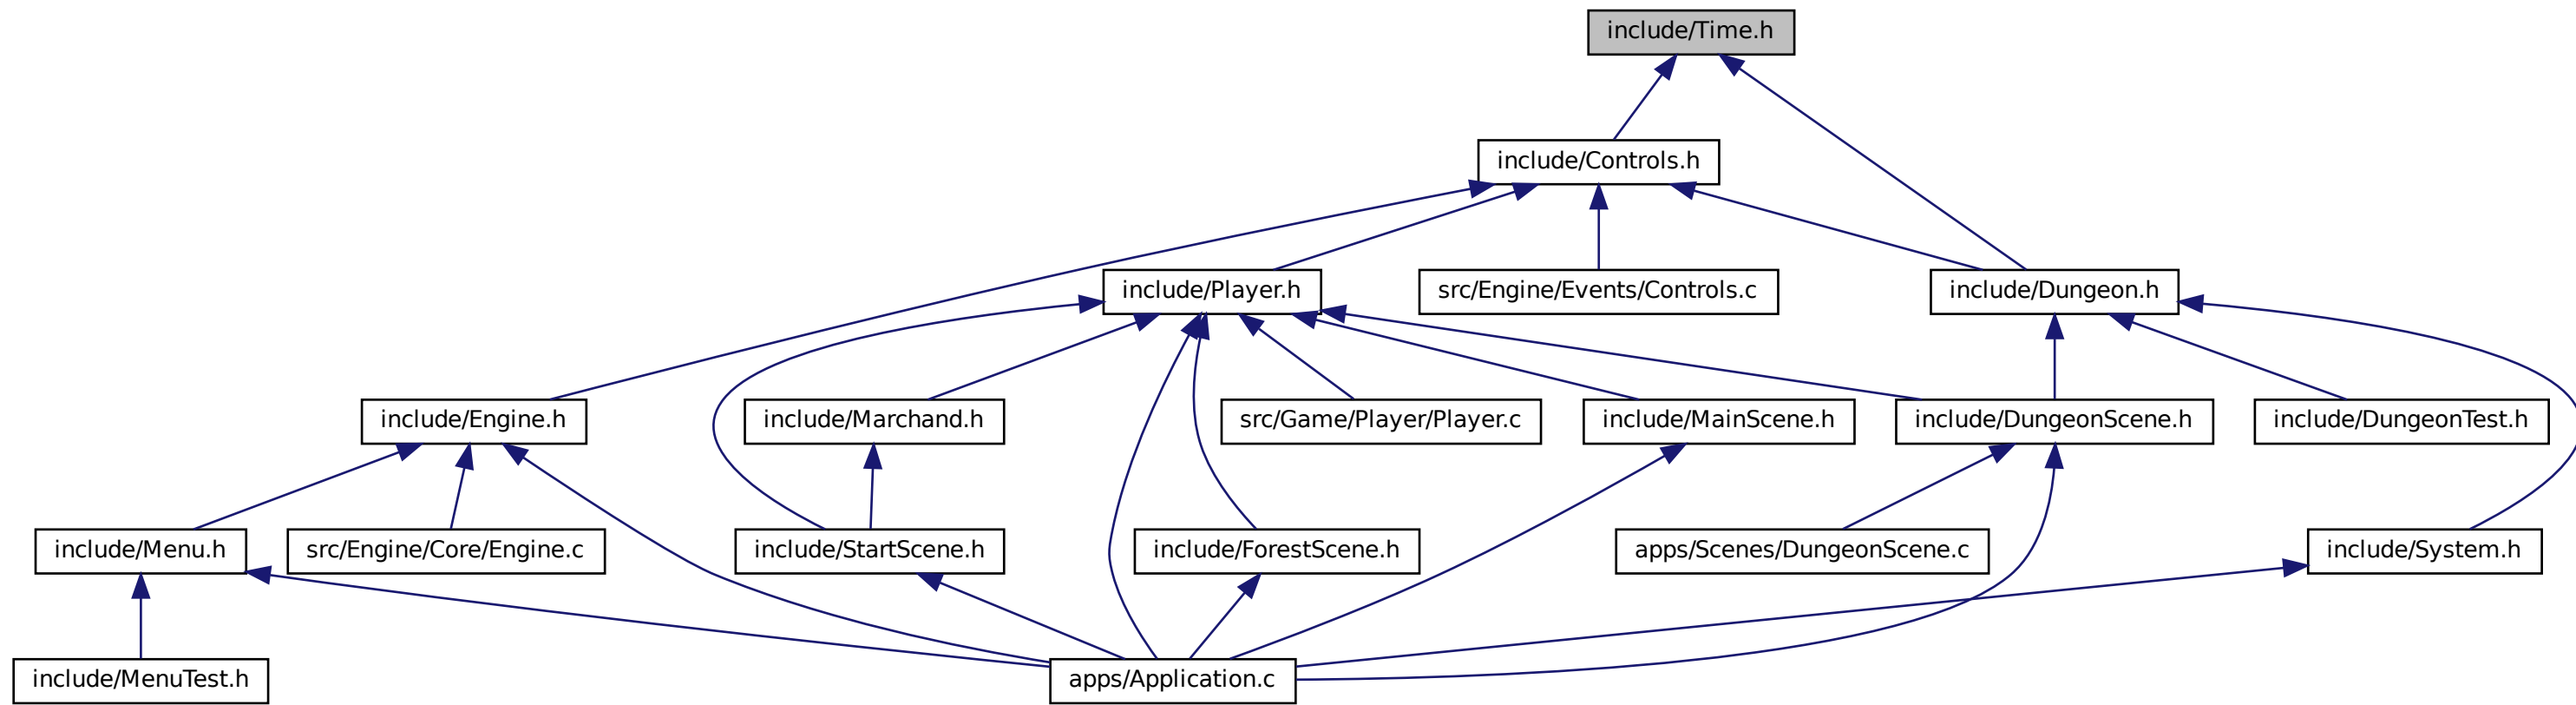 include/Time.h
include/Controls.h
include/Player.h
src/Engine/Events/Controls.c
include/Dungeon.h
include/Engine.h
include/Marchand.h
src/Game/Player/Player.c
include/MainScene.h
include/DungeonScene.h
include/DungeonTest.h
include/Menu.h
src/Engine/Core/Engine.c
include/StartScene.h
include/ForestScene.h
apps/Scenes/DungeonScene.c
include/System.h
include/MenuTest.h
apps/Application.c